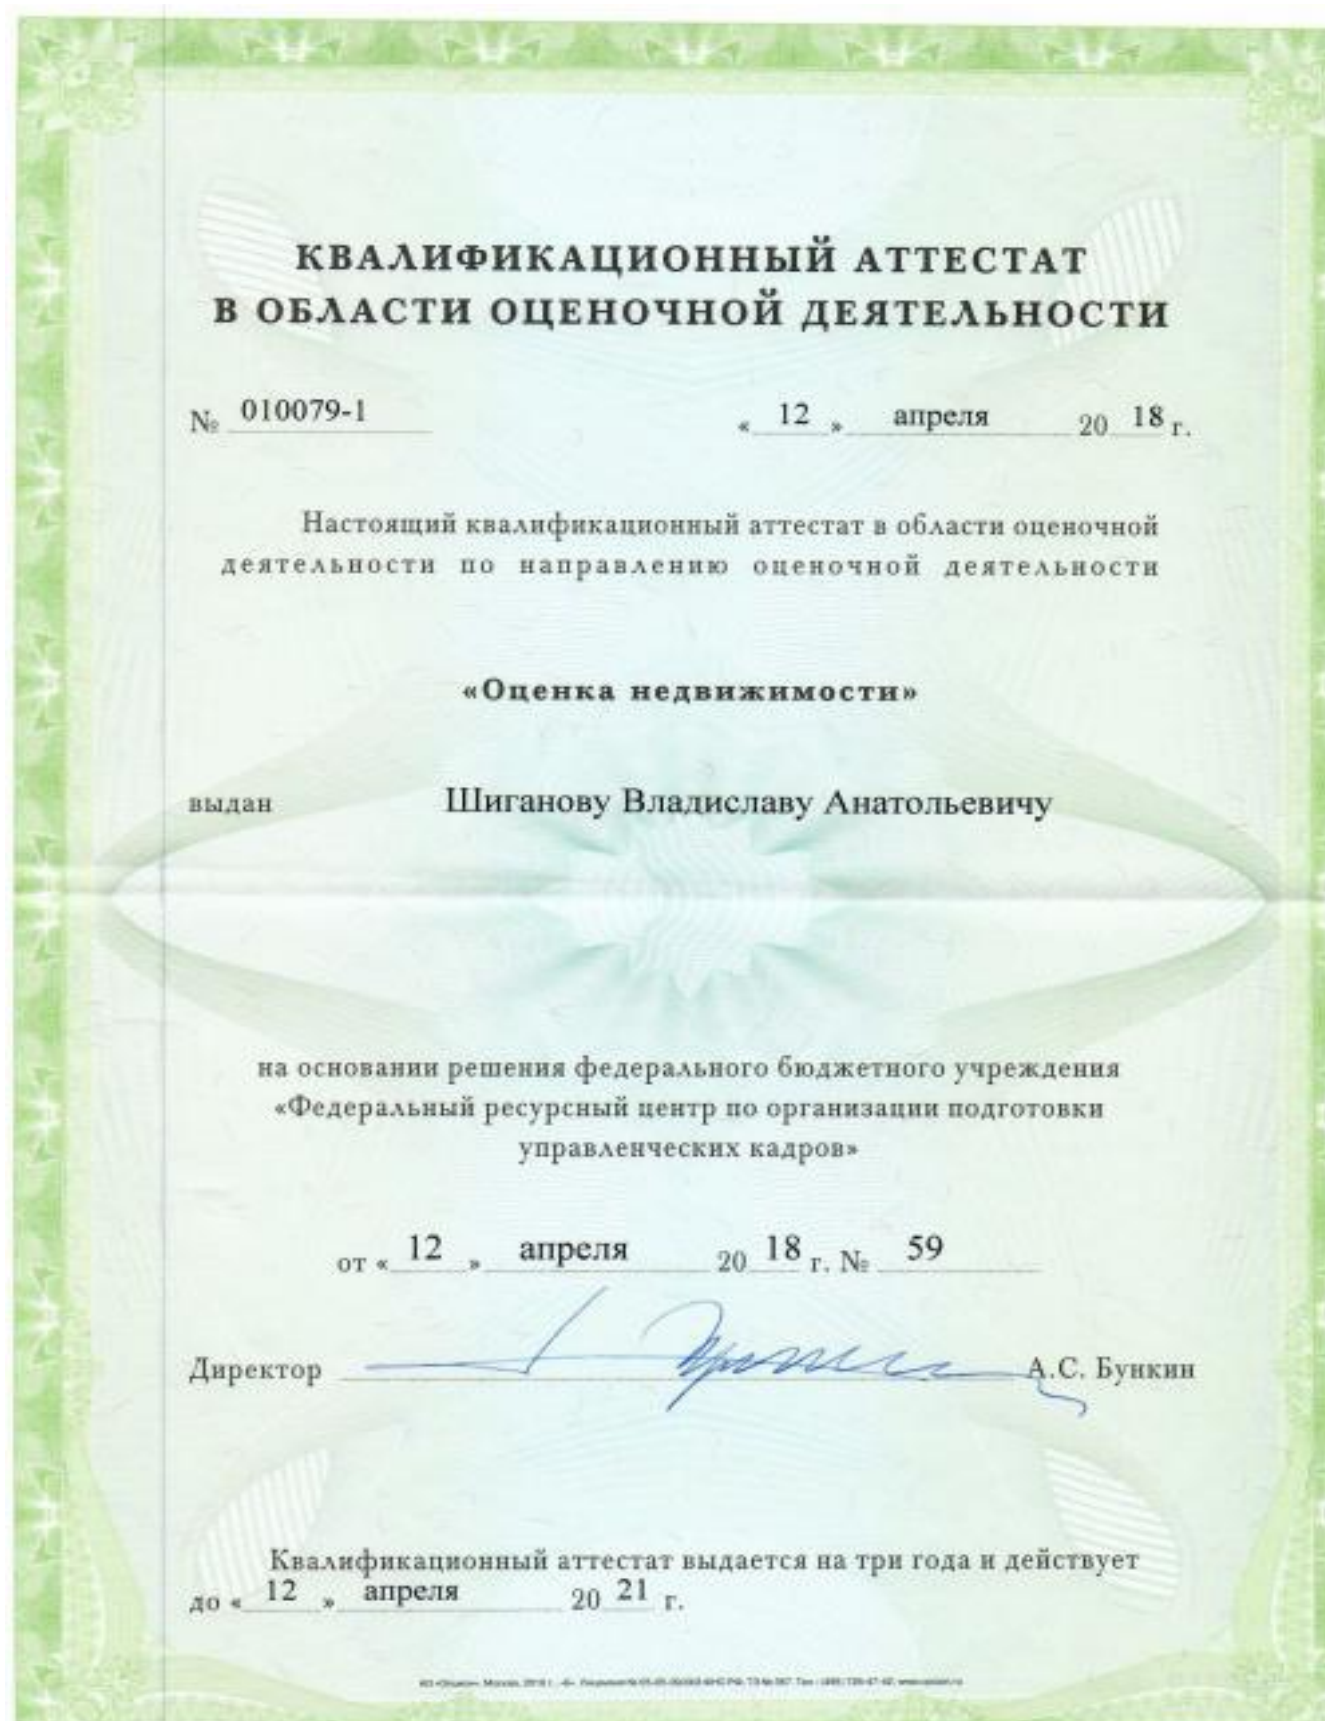 КВАЛИФИКАЦИОННЫЙ АТТЕСТАТ
В ОБЛАСТИ ОЦЕНОЧНОЙ ДЕЯТЕЛЬНОСТИ
№ 010079-1 « 12 » апреля 20 18 г.
Настоящий квалификационный аттестат в области оценочной
деятельности по направлению оценочной деятельности
«Оценка недвижимости»
выдан Шиганову Владиславу Анатольевичу
на основании решения федерального бюджетного учреждения
«Федеральный ресурсный центр по организации подготовки
управленческих кадров»
от « 12 » апреля 20 18 г. № 59
Директор А.С. Бункин
Квалификационный аттестат выдается на три года и действует
до « 12 » апреля 20 21 г.